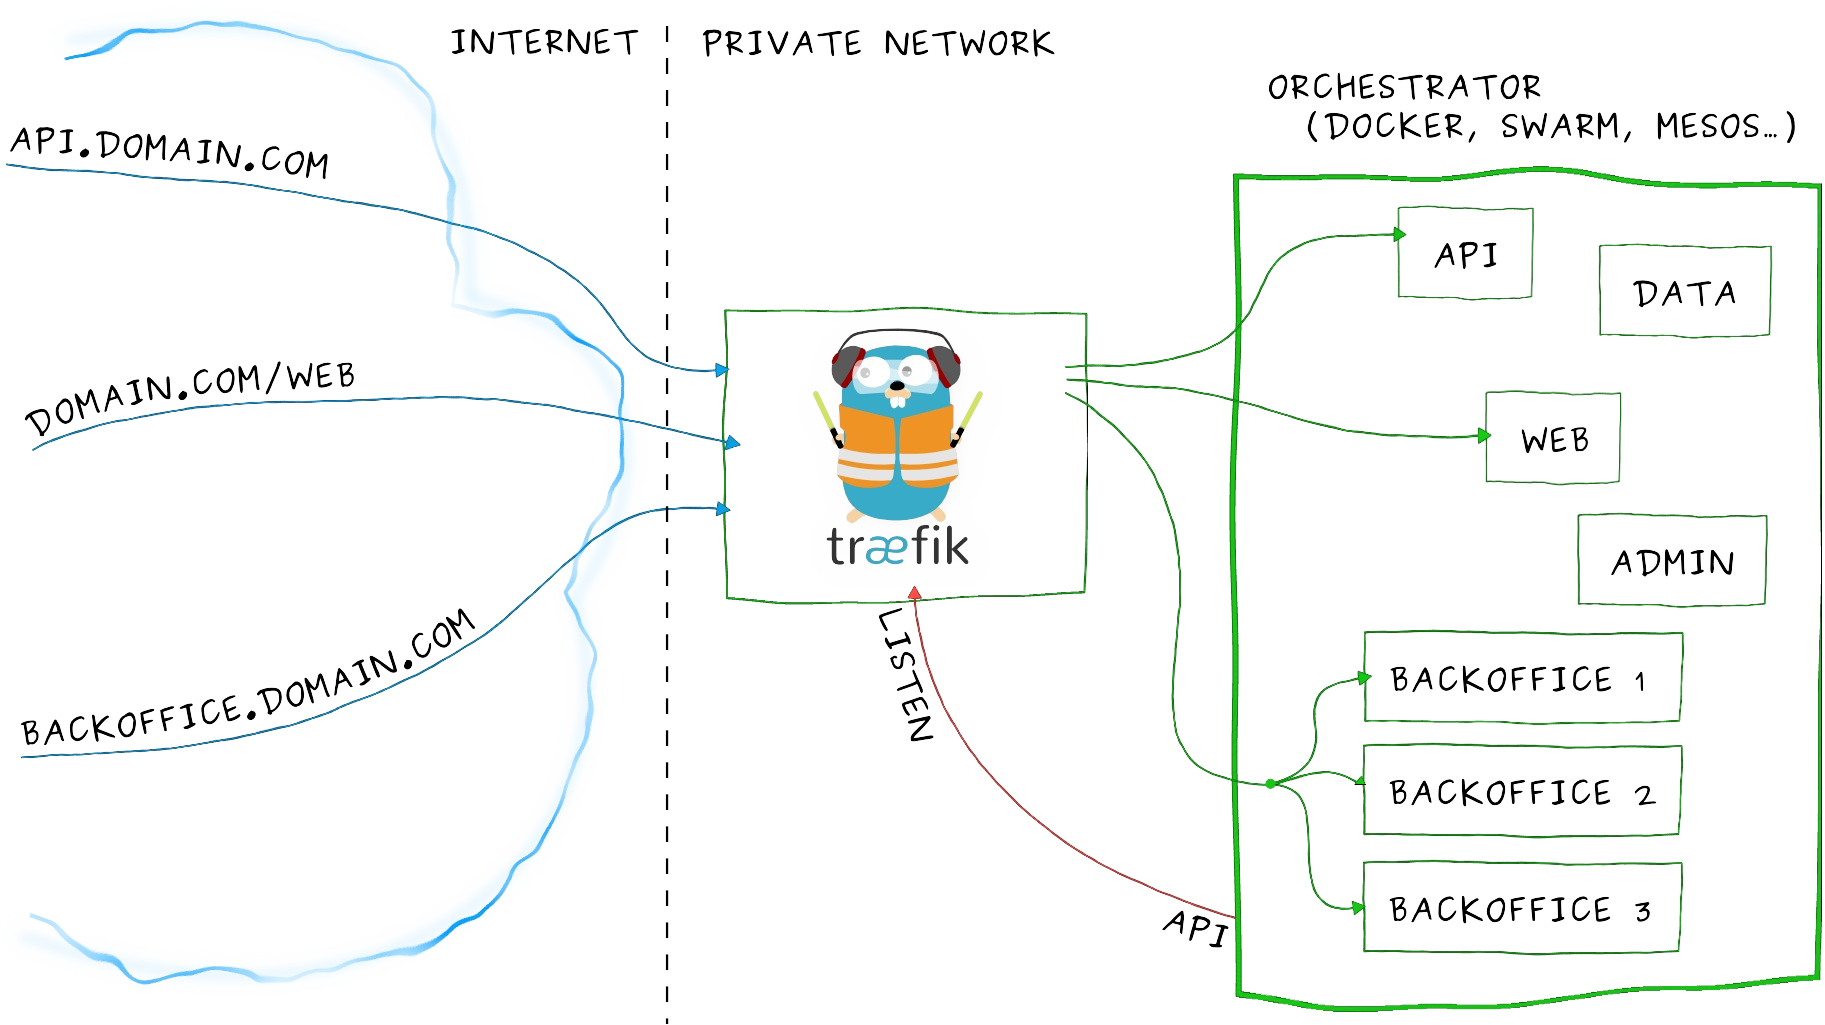 INTERNET
PRIVATE NETWORK
ORCHESTRATOR
(DOCKER, SWARM, MESOS...)
API.DOMAIN.COM
DOMAIN.COM/WEB
BACKOFFICE.DOMAIN.COM
træfik
LISTEN
API
API
DATA
WEB
ADMIN
BACKOFFICE 1
BACKOFFICE 2
BACKOFFICE 3